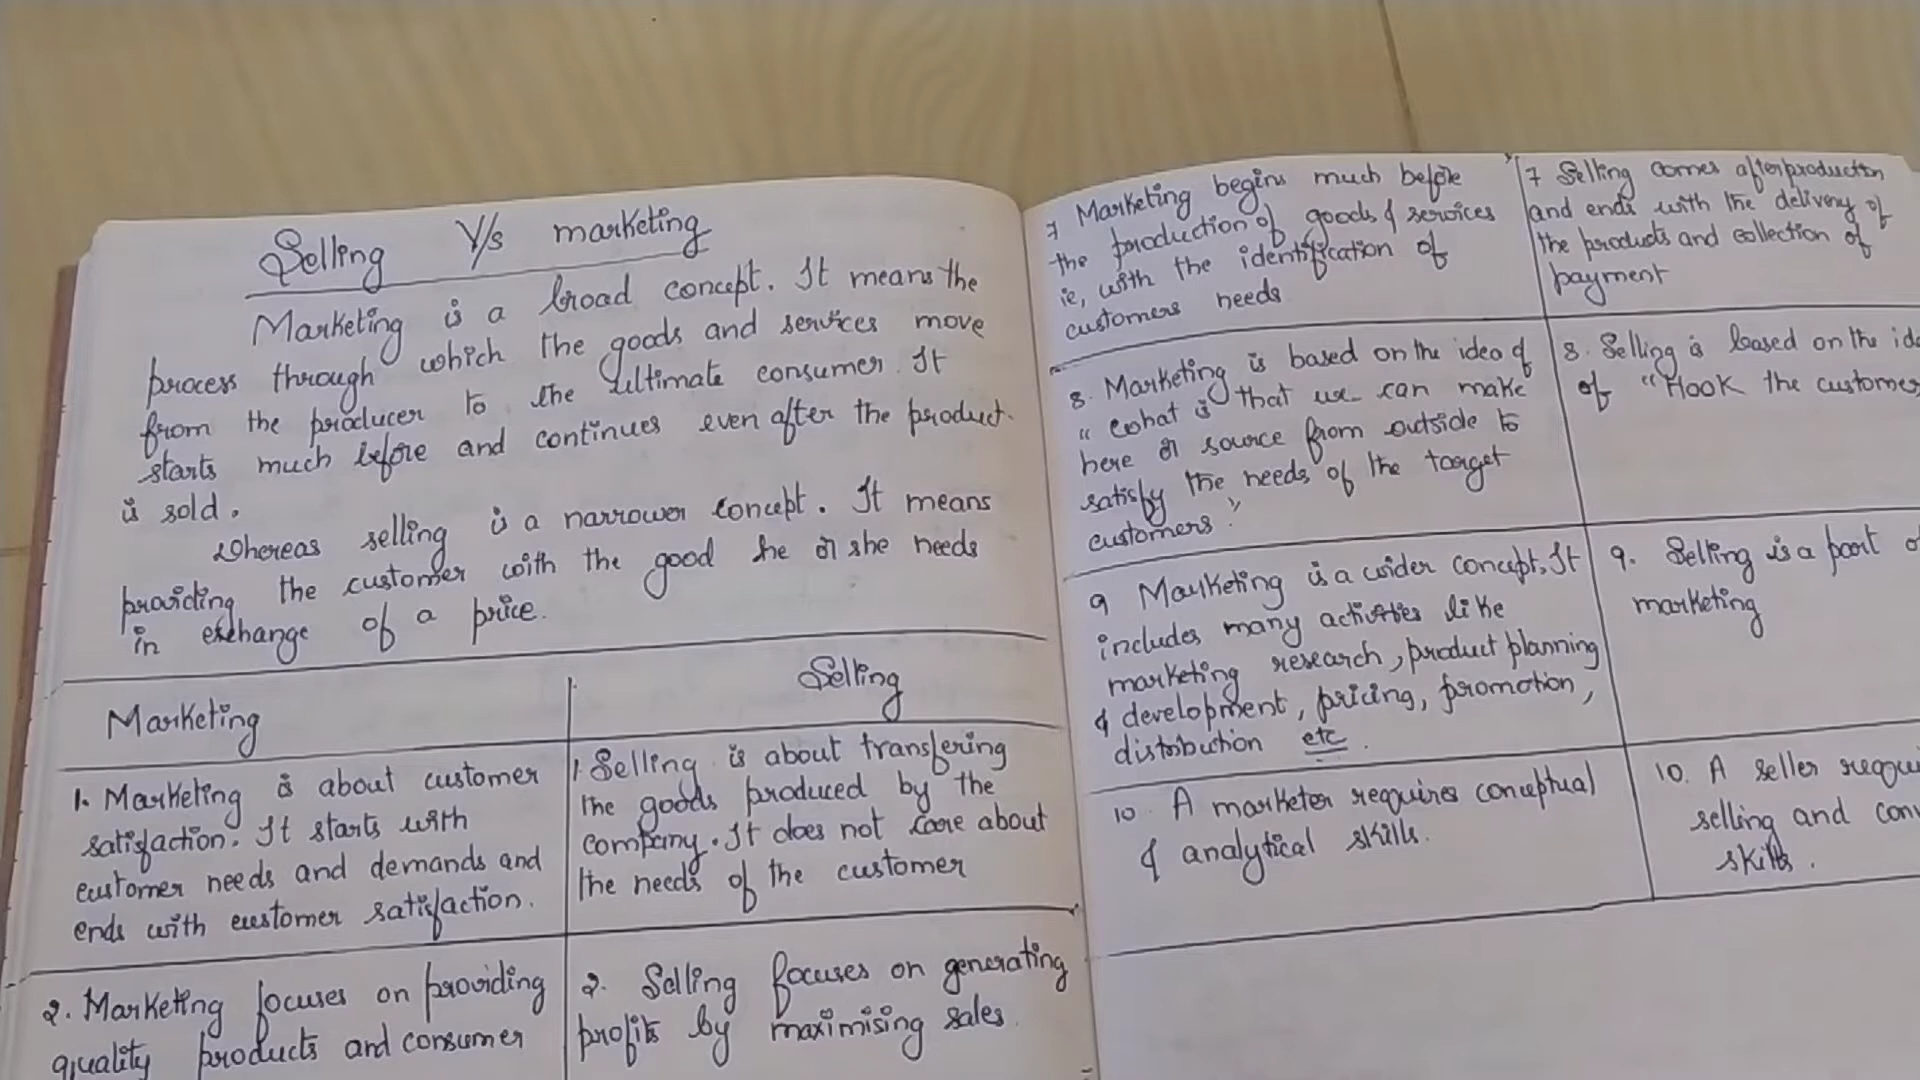 Selling V/s marketing
Marketing is a broad concept. It means the
process through which the goods and services move
from the producer to the ultimate consumer. It
starts much before and continues even after the product
is sold.
Whereas selling is a narrower concept. It means
providing the customer with the good he or she needs
in exchange of a price.
Marketing
Selling
1. Marketing is about customer
satisfaction. It starts with
customer needs and demands and
ends with customer satisfaction.
1. Selling is about transfering
the goods produced by the
company. It does not care about
the needs of the customer
2. Marketing focuses on providing
quality products and consumer
2. Selling focuses on generating
profits by maximising sales.
7 Marketing begins much before
the production of goods & services
ie, with the identification of
customers needs
7 Selling comes after production
and ends with the delivery of
the products and collection of
payment
8. Marketing is based on the idea of
"what is that we can make
here or source from outside to
satisfy the needs of the target
customers."
8. Selling is based on the
of "Hook the customer
9 Marketing is a wider concept. It
includes many activities like
marketing research, product planning
& development, pricing, promotion,
distribution etc.
9. Selling is a part
marketing
10. A marketer requires conceptual
& analytical skills.
10. A seller
selling and
skills.